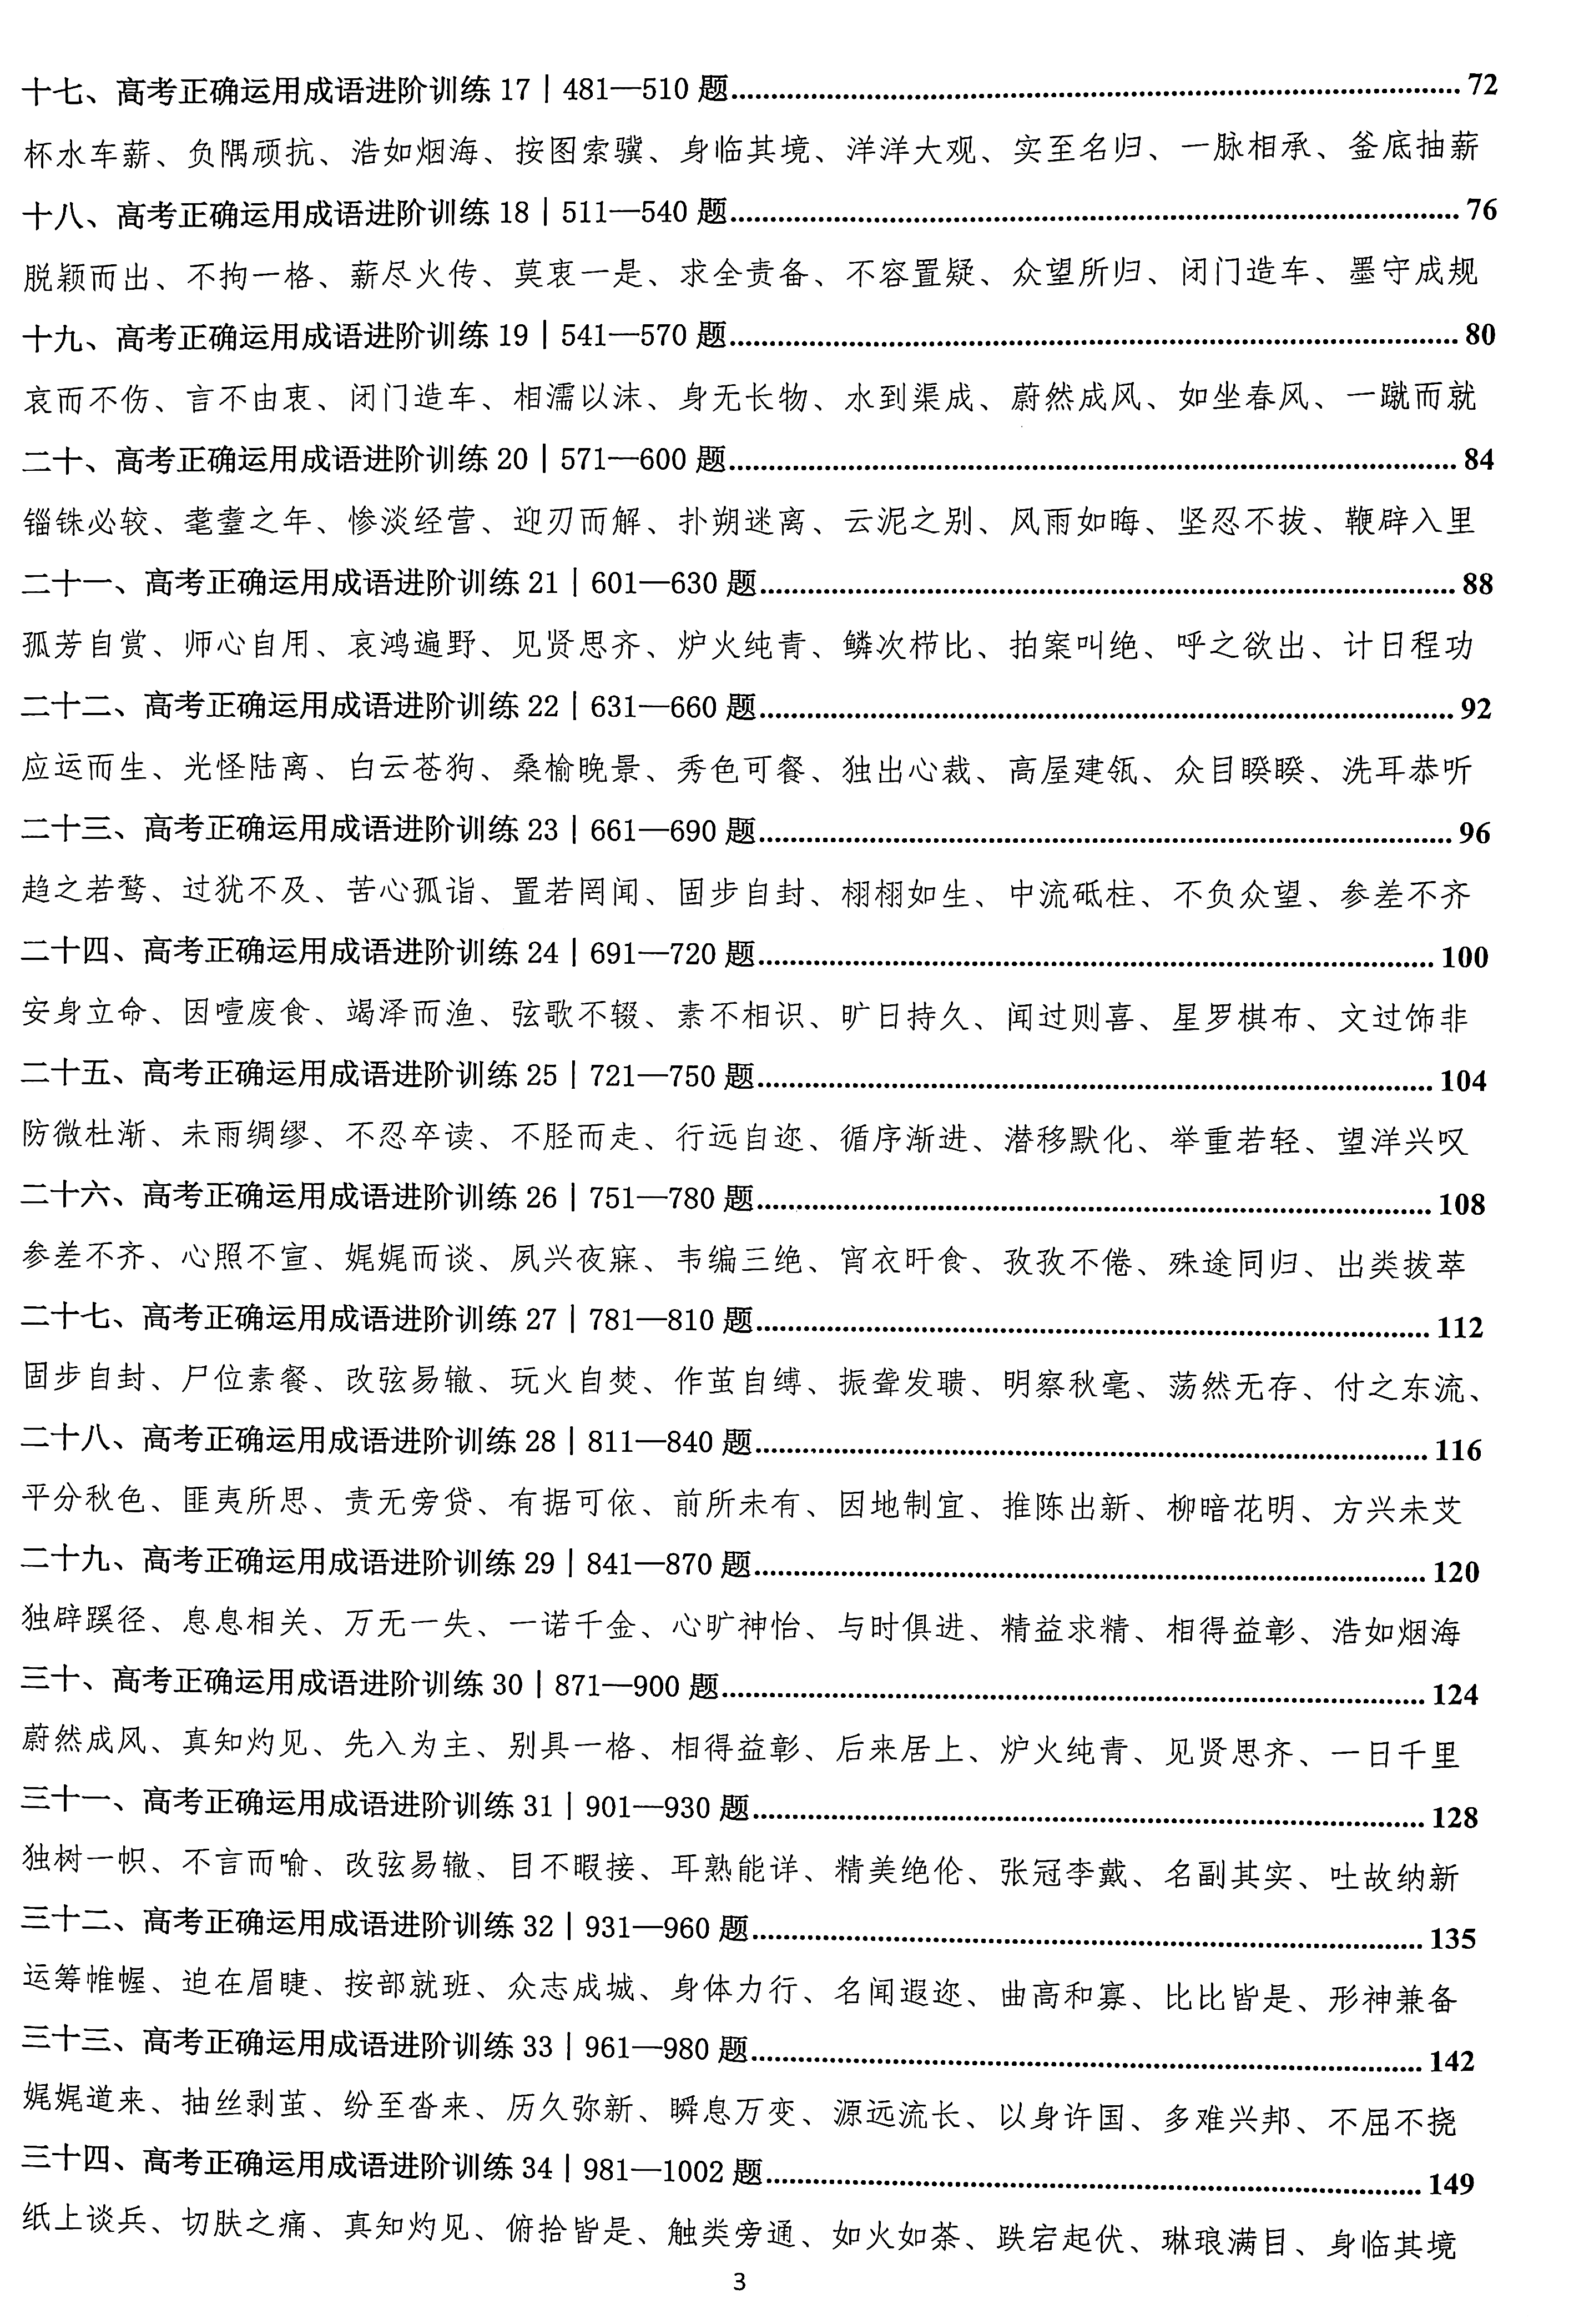 十七、高考正确运用成语进阶训练 17｜481—510 题........................72
杯水车薪、负隅顽抗、浩如烟海、按图索骥、身临其境、洋洋大观、实至名归、一脉相承、釜底抽薪
十八、高考正确运用成语进阶训练 18｜511—540 题........................76
脱颖而出、不拘一格、薪尽火传、莫衷一是、求全责备、不容置疑、众望所归、闭门造车、墨守成规
十九、高考正确运用成语进阶训练 19｜541—570 题........................80
哀而不伤、言不由衷、闭门造车、相濡以沫、身无长物、水到渠成、蔚然成风、如坐春风、一蹴而就
二十、高考正确运用成语进阶训练 20｜571—600 题........................84
锱铢必较、耄耋之年、惨淡经营、迎刃而解、扑朔迷离、云泥之别、风雨如晦、坚忍不拔、鞭辟入里
二十一、高考正确运用成语进阶训练 21｜601—630 题........................88
孤芳自赏、师心自用、哀鸿遍野、见贤思齐、炉火纯青、鳞次栉比、拍案叫绝、呼之欲出、计日程功
二十二、高考正确运用成语进阶训练 22｜631—660 题........................92
应运而生、光怪陆离、白云苍狗、桑榆晚景、秀色可餐、独出心裁、高屋建瓴、众目睽睽、洗耳恭听
二十三、高考正确运用成语进阶训练 23｜661—690 题........................96
趋之若鹜、过犹不及、苦心孤诣、置若罔闻、固步自封、栩栩如生、中流砥柱、不负众望、参差不齐
二十四、高考正确运用成语进阶训练 24｜691—720 题........................100
安身立命、因噎废食、竭泽而渔、弦歌不辍、素不相识、旷日持久、闻过则喜、星罗棋布、文过饰非
二十五、高考正确运用成语进阶训练 25｜721—750 题........................104
防微杜渐、未雨绸缪、不忍卒读、不胫而走、行远自迩、循序渐进、潜移默化、举重若轻、望洋兴叹
二十六、高考正确运用成语进阶训练 26｜751—780 题........................108
参差不齐、心照不宣、娓娓而谈、夙兴夜寐、韦编三绝、宵衣旰食、孜孜不倦、殊途同归、出类拔萃
二十七、高考正确运用成语进阶训练 27｜781—810 题........................112
固步自封、尸位素餐、改弦易辙、玩火自焚、作茧自缚、振聋发聩、明察秋毫、荡然无存、付之东流、
二十八、高考正确运用成语进阶训练 28｜811—840 题........................116
平分秋色、匪夷所思、责无旁贷、有据可依、前所未有、因地制宜、推陈出新、柳暗花明、方兴未艾
二十九、高考正确运用成语进阶训练 29｜841—870 题........................120
独辟蹊径、息息相关、万无一失、一诺千金、心旷神怡、与时俱进、精益求精、相得益彰、浩如烟海
三十、高考正确运用成语进阶训练 30｜871—900 题........................124
蔚然成风、真知灼见、先入为主、别具一格、相得益彰、后来居上、炉火纯青、见贤思齐、一日千里
三十一、高考正确运用成语进阶训练 31｜901—930 题........................128
独树一帜、不言而喻、改弦易辙、目不暇接、耳熟能详、精美绝伦、张冠李戴、名副其实、吐故纳新
三十二、高考正确运用成语进阶训练 32｜931—960 题........................135
运筹帷幄、迫在眉睫、按部就班、众志成城、身体力行、名闻遐迩、曲高和寡、比比皆是、形神兼备
三十三、高考正确运用成语进阶训练 33｜961—980 题........................142
娓娓道来、抽丝剥茧、纷至沓来、历久弥新、瞬息万变、源远流长、以身许国、多难兴邦、不屈不挠
三十四、高考正确运用成语进阶训练 34｜981—1002 题........................149
纸上谈兵、切肤之痛、真知灼见、俯拾皆是、触类旁通、如火如荼、跌宕起伏、琳琅满目、身临其境
3